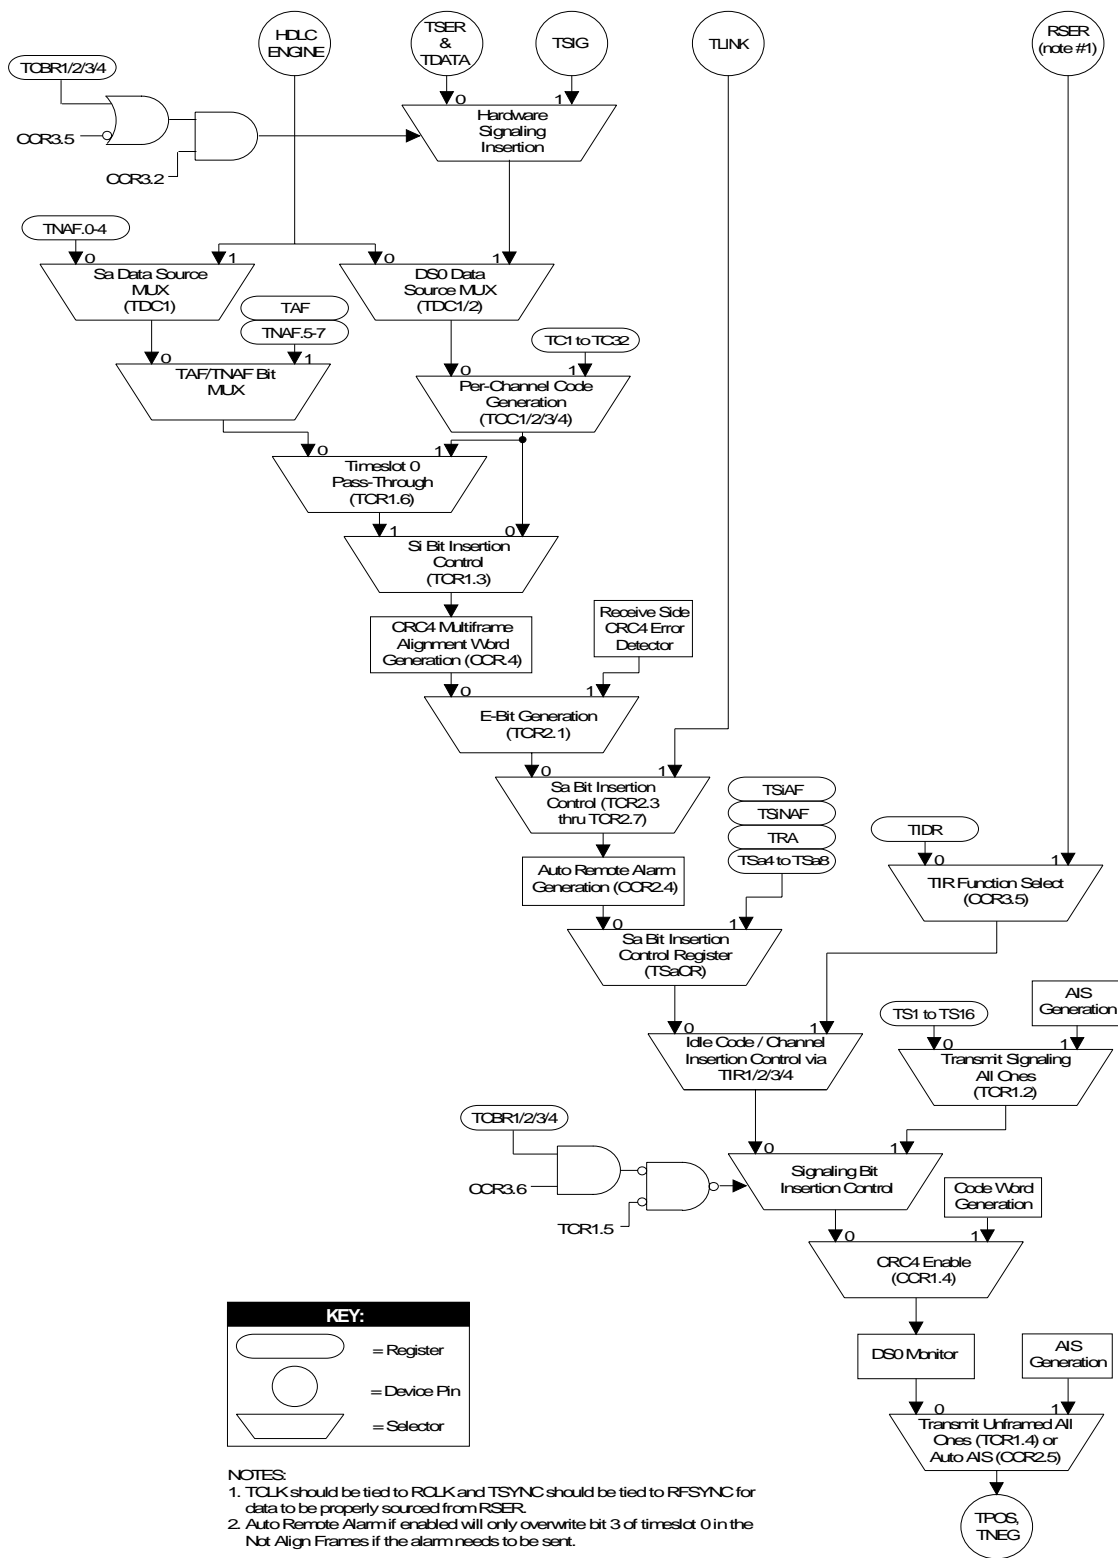 HDLC
ENGINE
TSER
&
TDATA
TSIG
TLINK
RSER
(note #1)
TCBR1/2/3/4
CCR3.5
CCR3.2
0
1
Hardware
Signaling
Insertion
TNAF.0-4
0
1
Sa Data Source
MUX
(TDC1)
0
1
DS0 Data
Source MUX
(TDC1/2)
TAF
TNAF.5-7
0
1
TAF/TNAF Bit
MUX
TC1 to TC32
0
1
Per-Channel Code
Generation
(TCC1/2/3/4)
0
1
Timeslot 0
Pass-Through
(TCR1.6)
1
0
Si Bit Insertion
Control
(TCR1.3)
CRC4 Multiframe
Alignment Word
Generation (CCR.4)
Receive Side
CRC4 Error
Detector
0
1
E-Bit Generation
(TCR2.1)
0
1
Sa Bit Insertion
Control (TCR2.3
thru TCR2.7)
TSiAF
TSiNAF
TRA
TSa4 to TSa8
Auto Remote Alarm
Generation (CCR2.4)
TIDR
0
1
TIR Function Select
(CCR3.5)
0
1
Sa Bit Insertion
Control Register
(TSaCR)
0
1
Idle Code / Channel
Insertion Control via
TIR1/2/3/4
TS1 to TS16
AIS
Generation
0
1
Transmit Signaling
All Ones
(TCR1.2)
TCBR1/2/3/4
CCR3.6
TCR1.5
0
1
Signaling Bit
Insertion Control
Code Word
Generation
0
1
CRC4 Enable
(CCR1.4)
DS0 Monitor
AIS
Generation
0
1
Transmit Unframed All
Ones (TCR1.4) or
Auto AIS (CCR2.5)
TPOS,
TNEG
KEY:
= Register
= Device Pin
= Selector
NOTES:
1. TCLK should be tied to RCLK and TSYNC should be tied to RFSYNC for
data to be properly sourced from RSER.
2. Auto Remote Alarm if enabled will only overwrite bit 3 of timeslot 0 in the
Not Align Frames if the alarm needs to be sent.